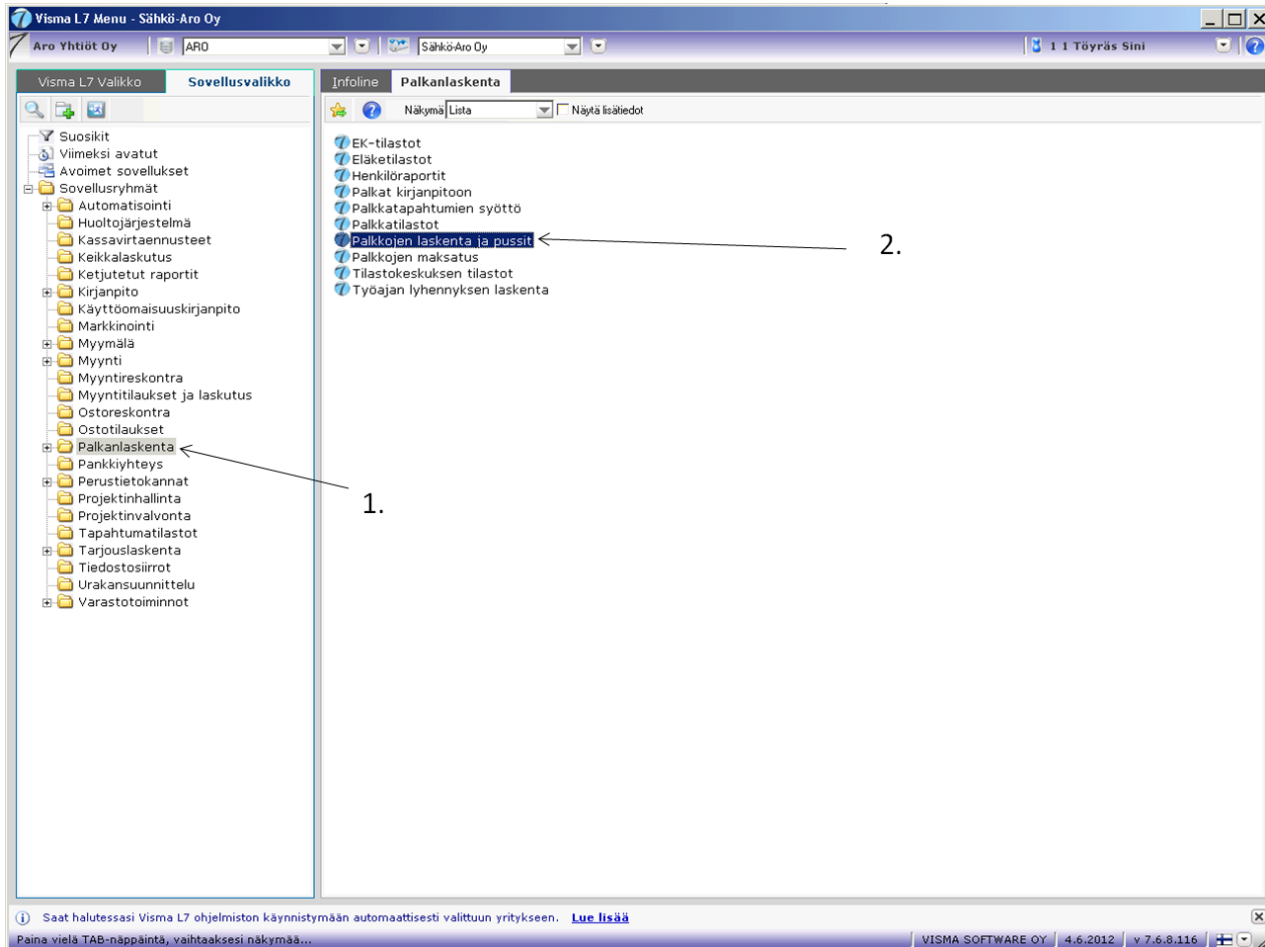 Visma L7 Menu - Sähkö-Aro Oy
Aro Yhtiöt Oy ARO Sähkö-Aro Oy 1 1 Töyräs Sini
Visma L7 Valikko Sovellusvalikko
Infoline Palkanlaskenta
Näkymä Lista Näytä lisätiedot
Suosikit
Viimeksi avatut
Avoimet sovellukset
Sovellusryhmät
Automatisointi
Huoltojärjestelmä
Kassavirtaennusteet
Keikkalaskutus
Ketjutetut raportit
Kirjanpito
Käyttöomaisuuskirjanpito
Markkinointi
Myymälä
Myynti
Myyntireskontra
Myyntitilaukset ja laskutus
Ostoreskontra
Ostotilaukset
Palkanlaskenta
Pankkiyhteys
Perustietokannat
Projektinhallinta
Projektinvalvonta
Tapahtumatilastot
Tarjouslaskenta
Tiedostosiirrot
Urakansuunnittelu
Varastotoiminnot
1.
EK-tilastot
Eläketilastot
Henkilöraportit
Palkat kirjanpitoon
Palkkatapahtumien syöttö
Palkkatilastot
Palkkojen laskenta ja pussit
Palkkojen maksatus
Tilastokeskuksen tilastot
Työajan lyhennyksen laskenta
2.
Saat halutessasi Visma L7 ohjelmiston käynnistymään automaattisesti valittuun yritykseen. Lue lisää
Paina vielä TAB-näppäintä, vaihtaaksesi näkymää... VISMA SOFTWARE OY 4.6.2012 v 7.6.8.116